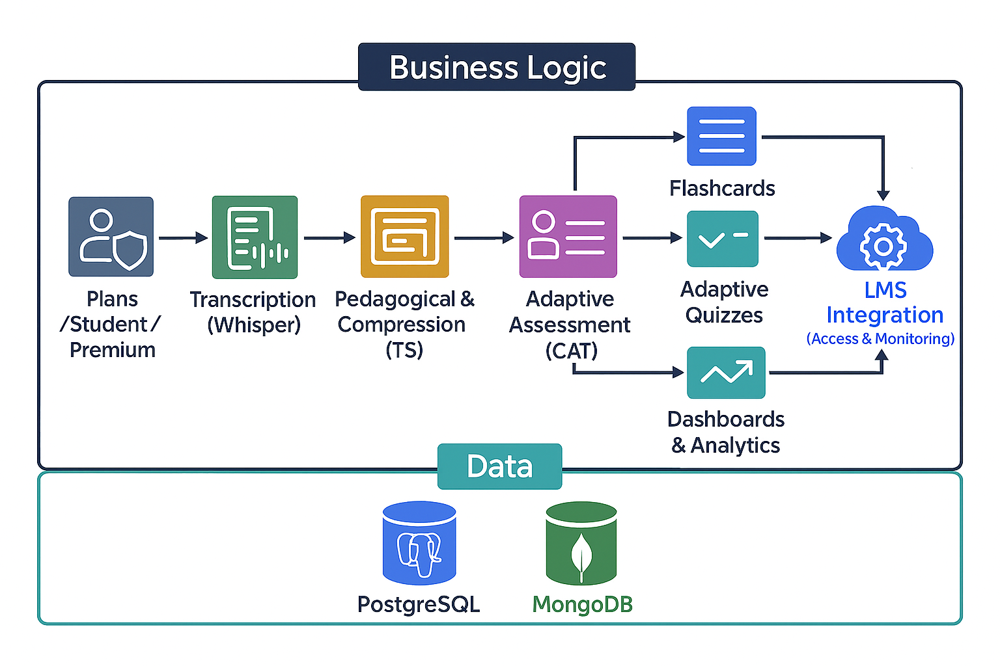 Business Logic
Plans
/Student/
Premium
Transcription
(Whisper)
Pedagogical &
Compression
(TS)
Adaptive
Assessment
(CAT)
Flashcards
Adaptive
Quizzes
Dashboards
& Analytics
LMS
Integration
(Access & Monitoring)
Data
PostgreSQL
MongoDB